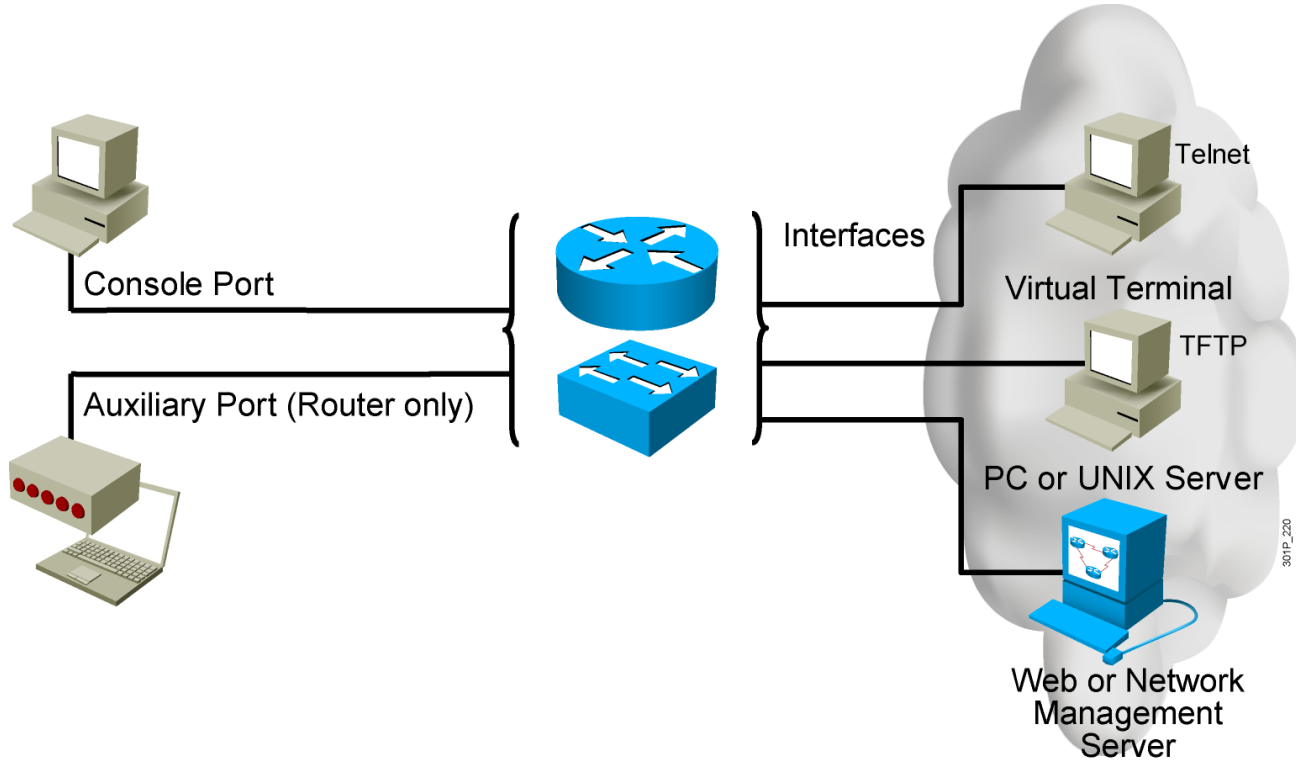 Telnet
Interfaces
Console Port
Virtual Terminal
TFTP
Auxiliary Port (Router only)
PC or UNIX Server
301P_220
Web or Network
Management
Server